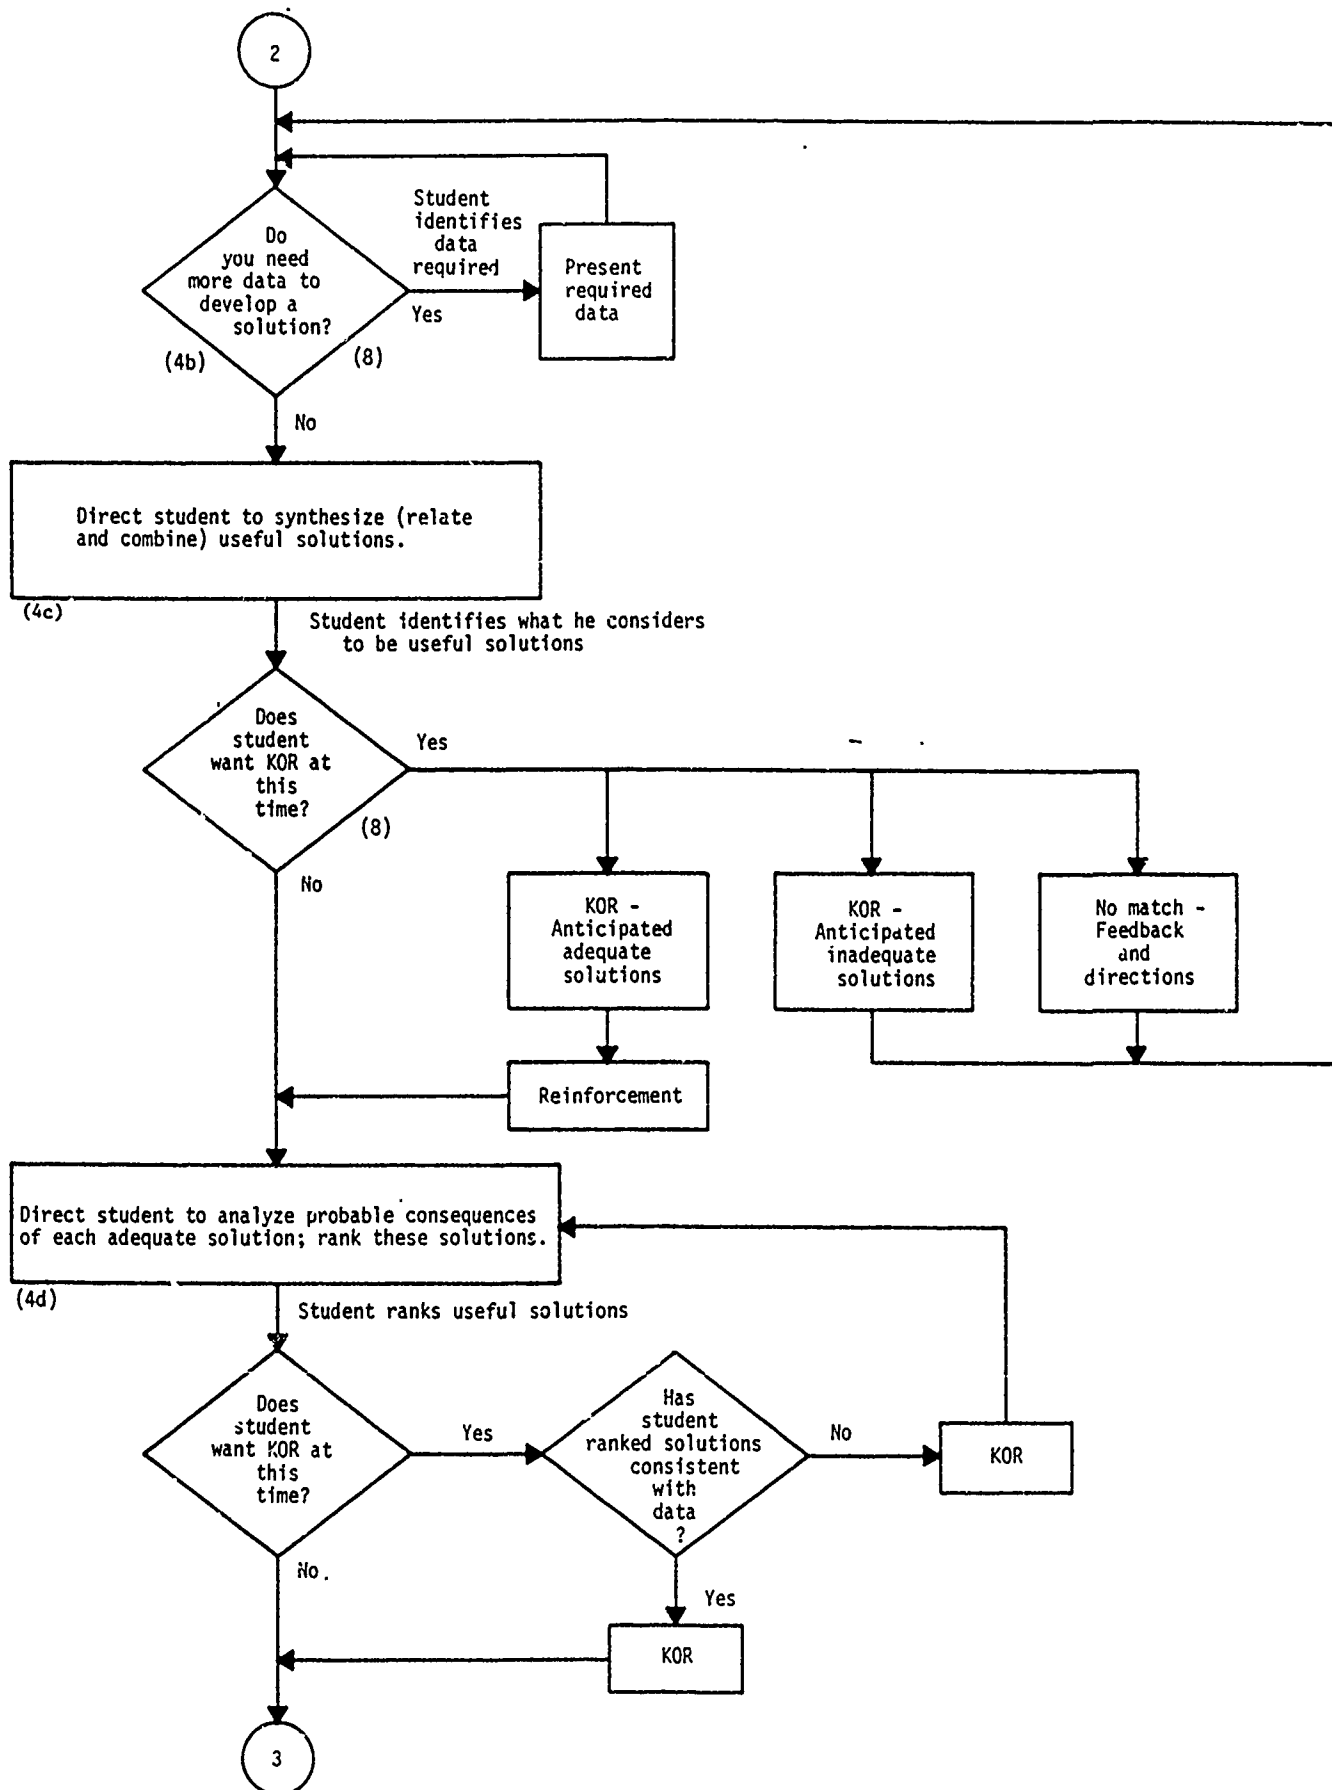 2
Do
you need
more data to
develop a
solution?
(4b)
(8)
Student
identifies
data
required
Yes
Present
required
data
No
Direct student to synthesize (relate
and combine) useful solutions.
(4c)
Student identifies what he considers
to be useful solutions
Does
student
want KOR at
this
time?
(8)
Yes
No
KOR -
Anticipated
adequate
solutions
KOR -
Anticipated
inadequate
solutions
No match -
Feedback
and
directions
Reinforcement
Direct student to analyze probable consequences
of each adequate solution; rank these solutions.
(4d)
Student ranks useful solutions
Does
student
want KOR at
this
time?
Yes
Has
student
ranked solutions
consistent
with
data
?
No
KOR
No.
Yes
KOR
3